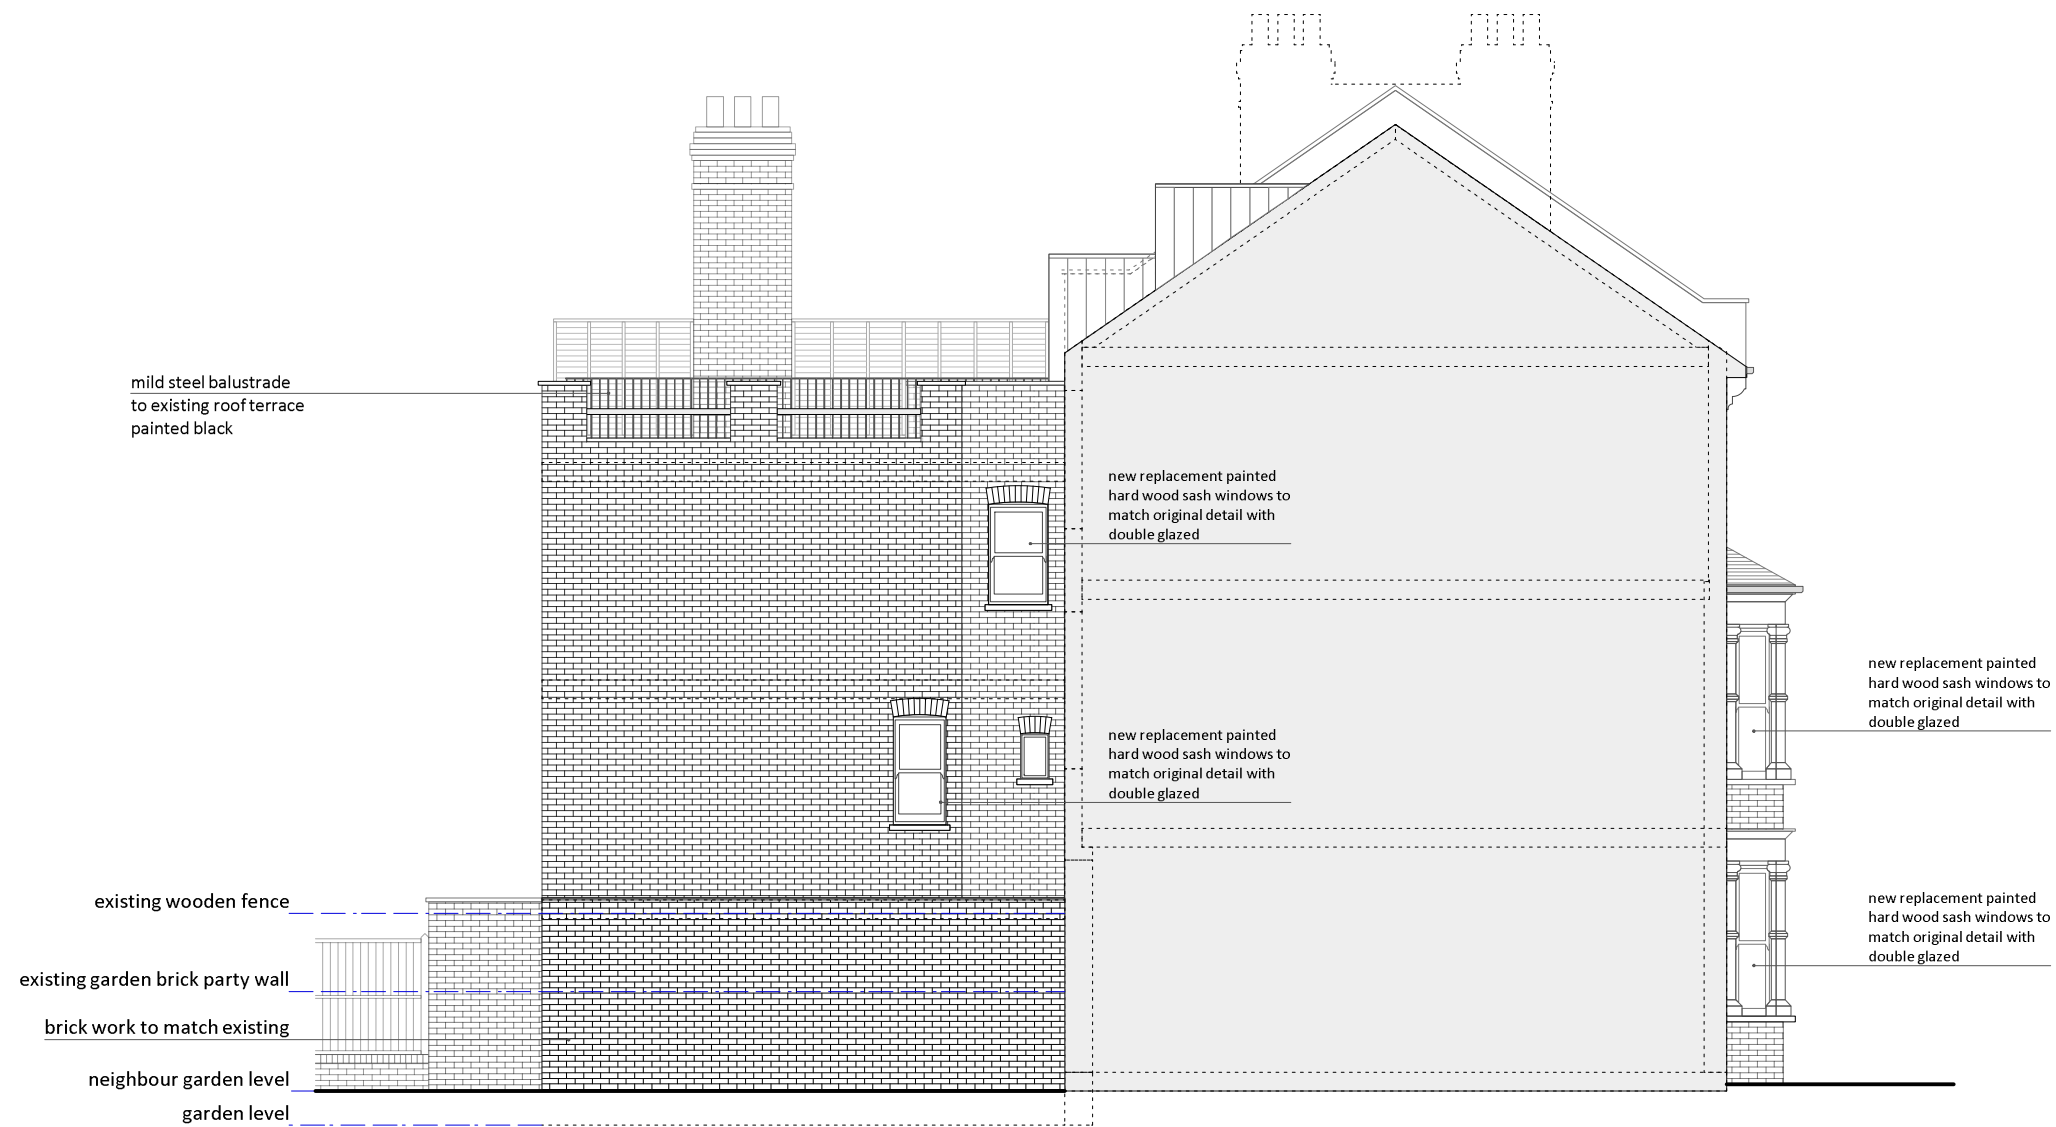 mild steel balustrade
to existing roof terrace
painted black
new replacement painted
hard wood sash windows to
match original detail with
double glazed
new replacement painted
hard wood sash windows to
match original detail with
double glazed
new replacement painted
hard wood sash windows to
match original detail with
double glazed
new replacement painted
hard wood sash windows to
match original detail with
double glazed
existing wooden fence
existing garden brick party wall
brick work to match existing
neighbour garden level
garden level